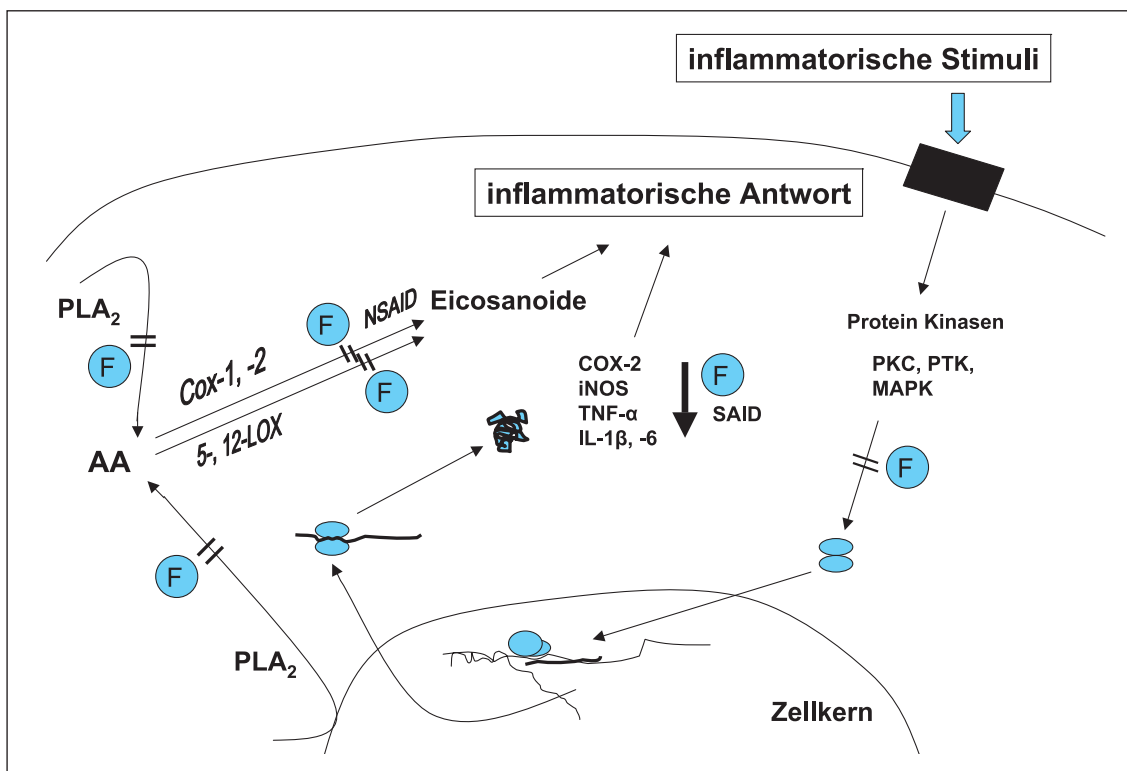 inflammatorische Stimuli
inflammatorische Antwort
PLA₂
F
Cox-1, -2
5-, 12-LOX
F
NSAID
F
Eicosanoide
AA
COX-2
iNOS
TNF-α
IL-1β, -6
F
SAID
Protein Kinasen
PKC, PTK,
MAPK
F
F
PLA₂
Zellkern